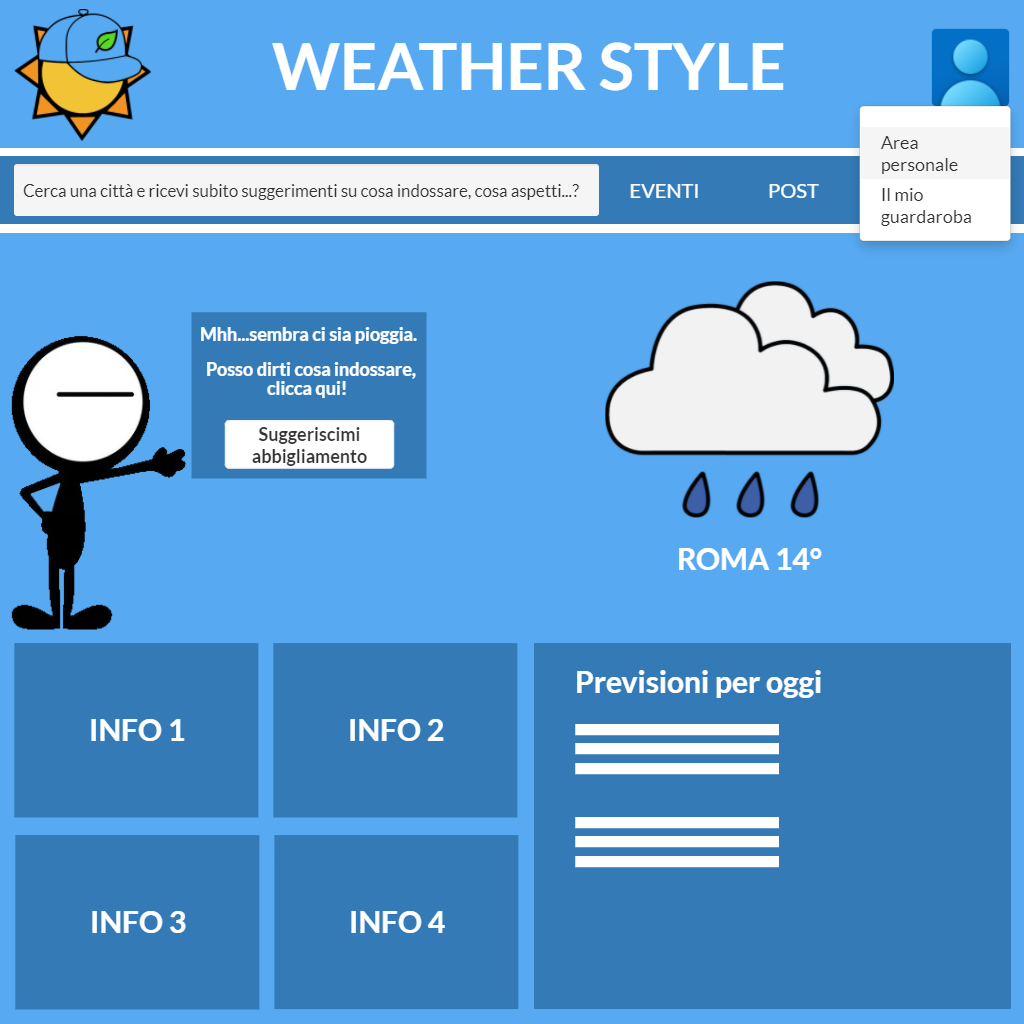 WEATHER STYLE
Area
personale
Il mio
guardaroba
Cerca una città e ricevi subito suggerimenti su cosa indossare, cosa aspetti...?
EVENTI
POST
Mhh...sembra ci sia pioggia.
Posso dirti cosa indossare,
clicca qui!
Suggeriscimi
abbigliamento
ROMA 14°
INFO 1
INFO 2
Previsioni per oggi
INFO 3
INFO 4